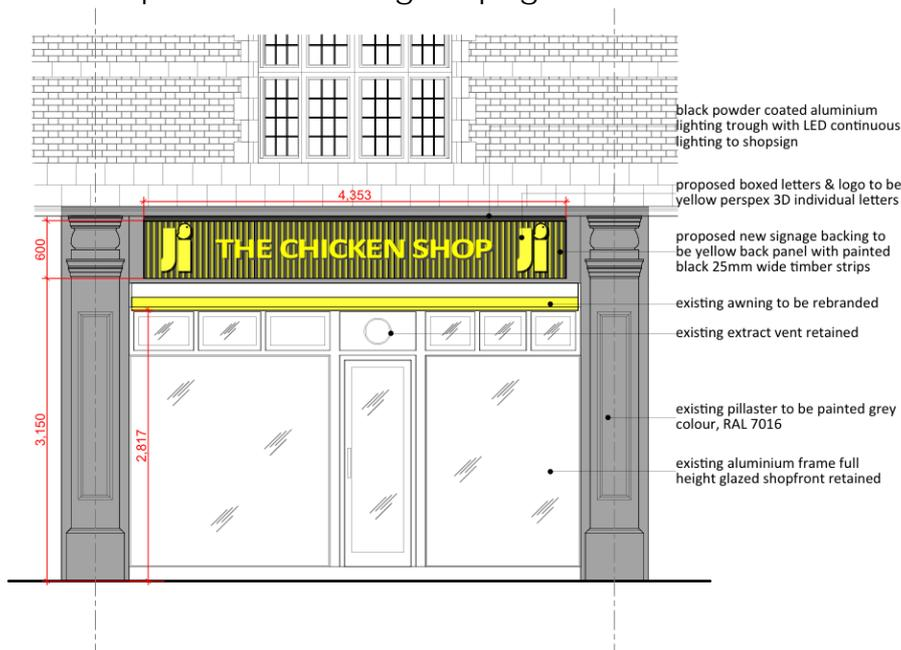 black powder coated aluminium
lighting trough with LED continuous
lighting to shopsign
4,353
proposed boxed letters & logo to be
yellow perspex 3D individual letters
600
Ji THE CHICKEN SHOP Ji
proposed new signage backing to
be yellow back panel with painted
black 25mm wide timber strips
existing awning to be rebranded
existing extract vent retained
3,150
2,817
existing pillaster to be painted grey
colour, RAL 7016
existing aluminium frame full
height glazed shopfront retained